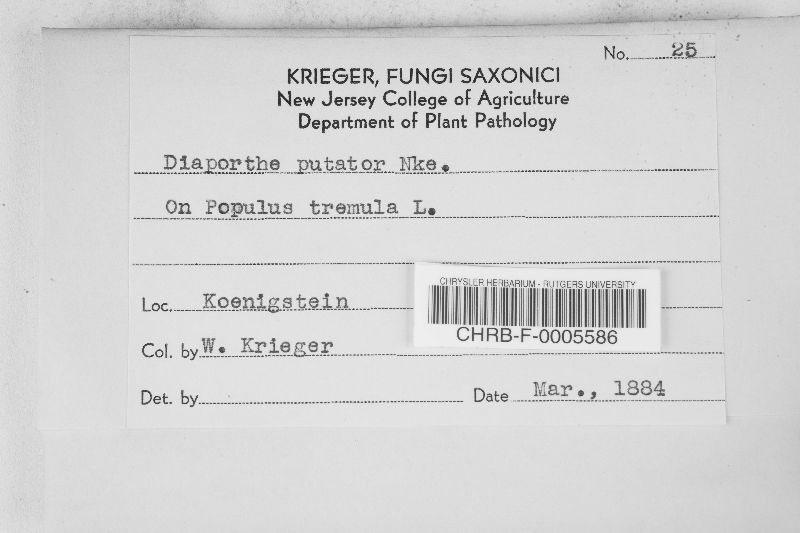 No. 25
KRIEGER, FUNGI SAXONICI
New Jersey College of Agriculture
Department of Plant Pathology
Diaporthe putator Nke.
On Populus tremula L.
Loc. Koenigstein
CHRYSLER HERBARIUM - RUTGERS UNIVERSITY
CHRB-F-0005586
Col. by W. Krieger
Det. by
Date Mar., 1884